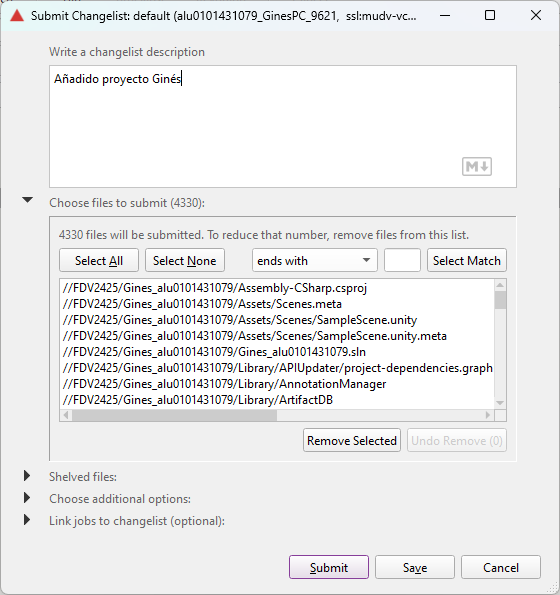 Submit Changelist: default (alu0101431079_GinesPC_9621, ssl:mudv-vc...
Write a changelist description
Añadido proyecto Ginés
M
Choose files to submit (4330):
4330 files will be submitted. To reduce that number, remove files from this list.
Select All Select None ends with Select Match
//FDV2425/Gines_alu0101431079/Assembly-CSharp.csproj
//FDV2425/Gines_alu0101431079/Assets/Scenes.meta
//FDV2425/Gines_alu0101431079/Assets/Scenes/SampleScene.unity
//FDV2425/Gines_alu0101431079/Assets/Scenes/SampleScene.unity.meta
//FDV2425/Gines_alu0101431079/Gines_alu0101431079.sln
//FDV2425/Gines_alu0101431079/Library/APIUpdater/project-dependencies.graph
//FDV2425/Gines_alu0101431079/Library/AnnotationManager
//FDV2425/Gines_alu0101431079/Library/ArtifactDB
Remove Selected Undo Remove (0)
Shelved files:
Choose additional options:
Link jobs to changelist (optional):
Submit Save Cancel